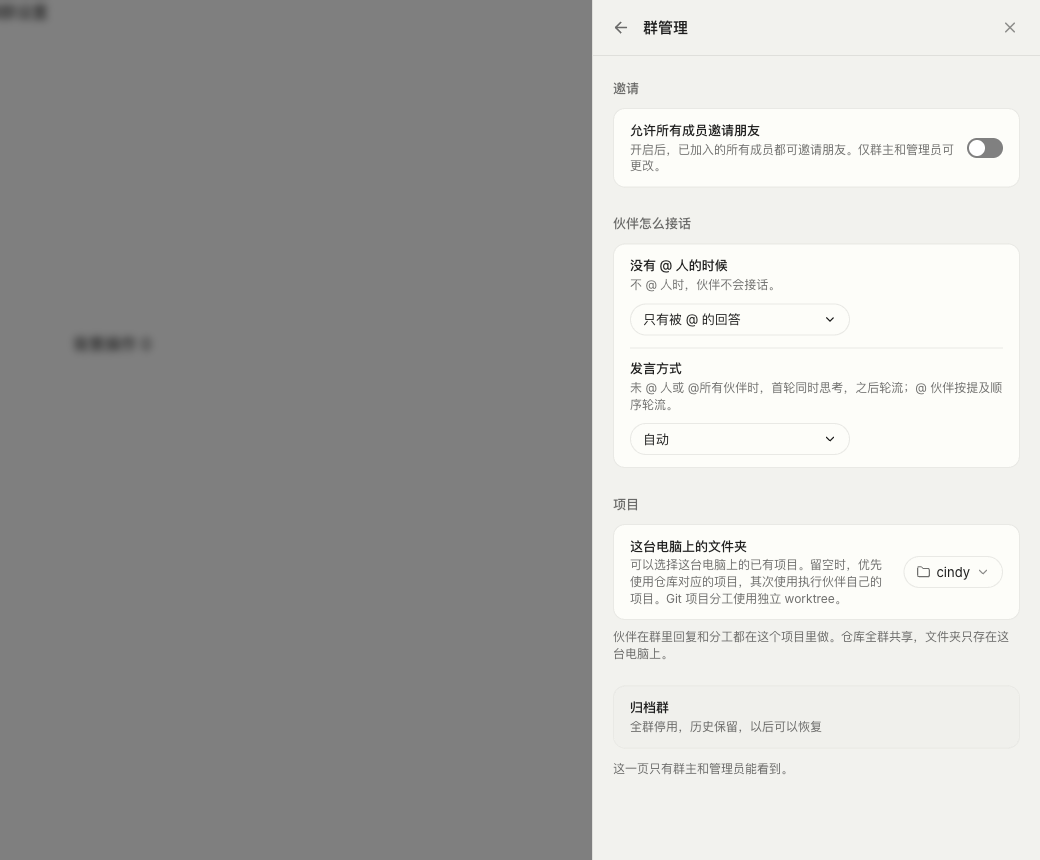 群管理
邀请
允许所有成员邀请朋友
开启后，已加入的所有成员都可邀请朋友。仅群主和管理员可
更改。
伙伴怎么接话
没有 @ 人的时候
不 @ 人时，伙伴不会接话。
只有被 @ 的回答
发言方式
未 @ 人或 @所有伙伴时，首轮同时思考，之后轮流；@ 伙伴按提及顺
序轮流。
自动
项目
这台电脑上的文件夹
可以选择这台电脑上的已有项目。留空时，优先
使用仓库对应的项目，其次使用执行伙伴自己的
项目。Git 项目分工使用独立 worktree。
cindy
伙伴在群里回复和分工都在这个项目里做。仓库全群共享，文件夹只存在这
台电脑上。
归档群
全群停用，历史保留，以后可以恢复
这一页只有群主和管理员能看到。